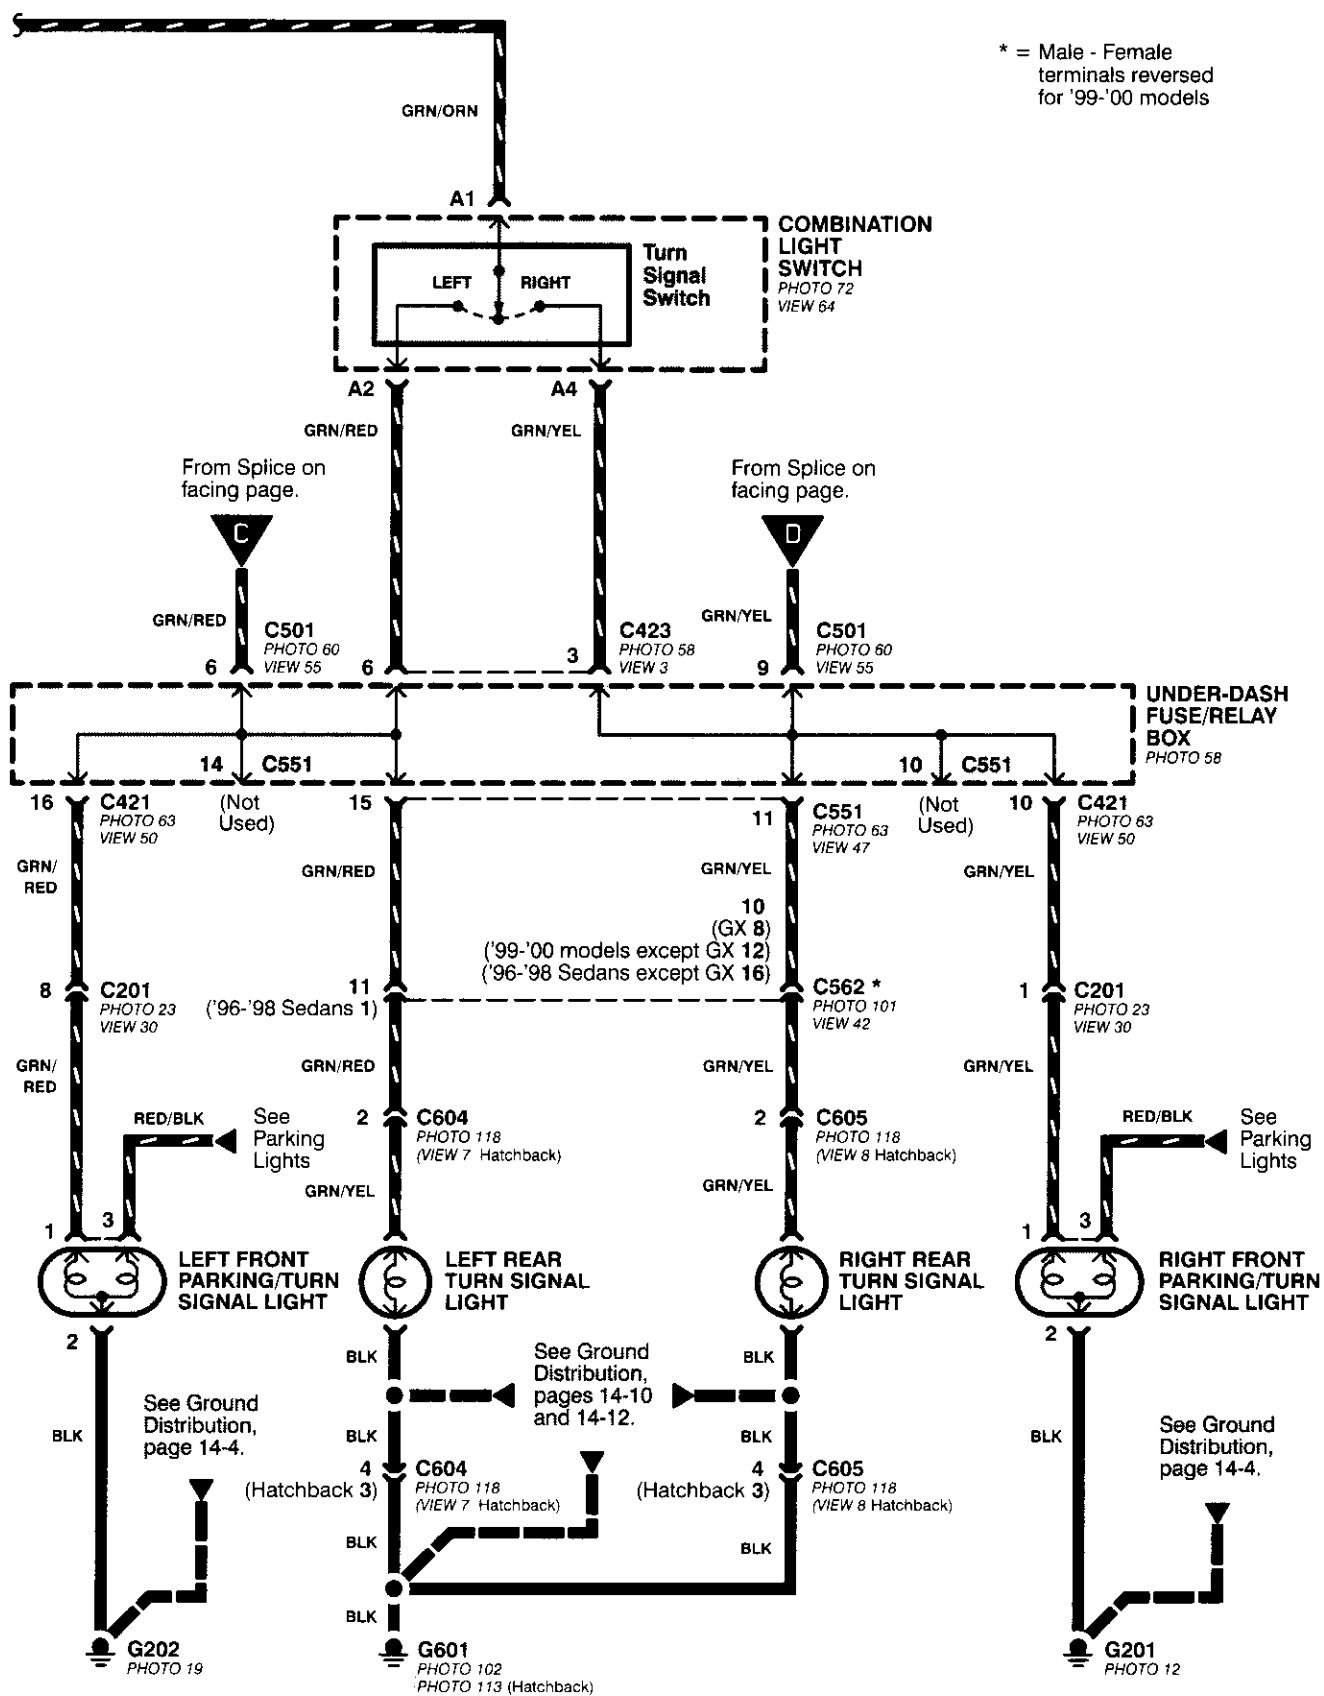 * = Male - Female
terminals reversed
for '99-'00 models
GRN/ORN
A1
COMBINATION
LIGHT
SWITCH
PHOTO 72
VIEW 64
Turn
Signal
Switch
LEFT
RIGHT
A2
A4
GRN/RED
GRN/YEL
From Splice on
facing page.
C
From Splice on
facing page.
D
GRN/RED
C501
PHOTO 60
VIEW 55
6
6
3
C423
PHOTO 58
VIEW 3
GRN/YEL
C501
PHOTO 60
VIEW 55
9
UNDER-DASH
FUSE/RELAY
BOX
PHOTO 58
14
C551
(Not
Used)
10
C551
(Not
Used)
16
C421
PHOTO 63
VIEW 50
15
11
C551
PHOTO 63
VIEW 47
10
C421
PHOTO 63
VIEW 50
GRN/
RED
GRN/RED
GRN/YEL
GRN/YEL
10
(GX 8)
('99-'00 models except GX 12)
('96-'98 Sedans except GX 16)
8
C201
PHOTO 23
VIEW 30
11
('96-'98 Sedans 1)
C562 *
PHOTO 101
VIEW 42
1
C201
PHOTO 23
VIEW 30
GRN/
RED
GRN/RED
GRN/YEL
GRN/YEL
RED/BLK
See
Parking
Lights
2
C604
PHOTO 118
(VIEW 7 Hatchback)
2
C605
PHOTO 118
(VIEW 8 Hatchback)
RED/BLK
See
Parking
Lights
GRN/YEL
GRN/YEL
1
3
1
3
LEFT FRONT
PARKING/TURN
SIGNAL LIGHT
LEFT REAR
TURN SIGNAL
LIGHT
RIGHT REAR
TURN SIGNAL
LIGHT
RIGHT FRONT
PARKING/TURN
SIGNAL LIGHT
2
2
BLK
BLK
See Ground
Distribution,
pages 14-10
and 14-12.
See Ground
Distribution,
page 14-4.
See Ground
Distribution,
page 14-4.
BLK
BLK
BLK
BLK
4
(Hatchback 3)
C604
PHOTO 118
(VIEW 7 Hatchback)
4
(Hatchback 3)
C605
PHOTO 118
(VIEW 8 Hatchback)
BLK
BLK
BLK
G202
PHOTO 19
G601
PHOTO 102
PHOTO 113 (Hatchback)
G201
PHOTO 12